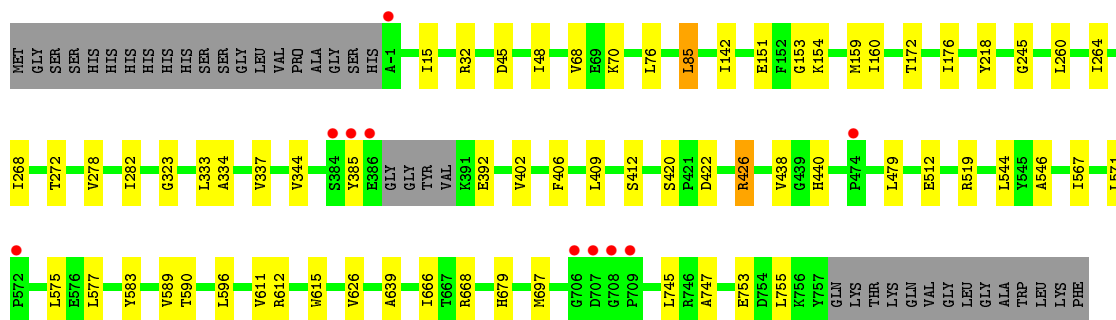 MET GLY SER SER HIS HIS HIS HIS HIS HIS SER SER GLY LEU VAL PRO ALA GLY SER HIS A-1 I15 R32 D45 I48 V68 E69 K70 L76 L85 I142 E151 F152 G153 K154 M159 I160 T172 I176 Y218 G245 L260 I264
I268 T272 V278 I282 G323 L333 A334 V337 V344 S384 Y385 E386 GLY GLY TYR VAL K391 E392 V402 F406 L409 S412 S420 P421 D422 R426 V438 G439 H440 P474 L479 E512 R519 L544 Y545 A546 I567 L571
P572 L575 E576 L577 Y583 V589 T590 L596 V611 R612 W615 V626 A639 I666 T667 R668 H679 M697 G706 D707 G708 P709 L745 R746 A747 E753 D754 L755 K756 Y757 GLN LYS THR LYS GLN VAL GLY LEU GLY ALA TRP LEU LYS PHE